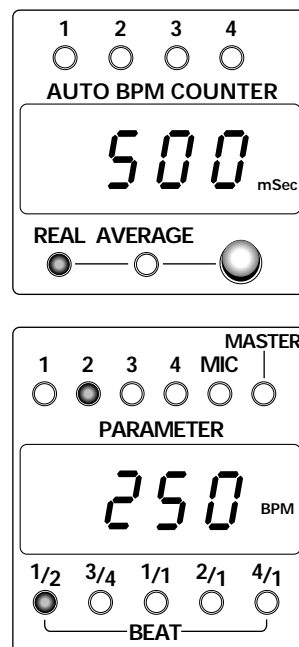 1 2 3 4
AUTO BPM COUNTER
500 mSec
REAL AVERAGE
MASTER
1 2 3 4 MIC
PARAMETER
250 BPM
1/2 3/4 1/1 2/1 4/1
BEAT